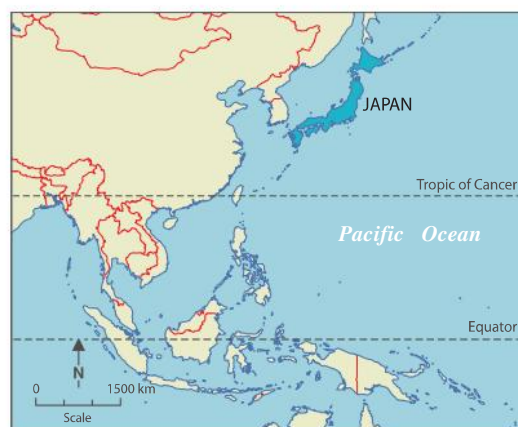 JAPAN
Tropic of Cancer
Pacific Ocean
Equator
N
0 1500 km
Scale